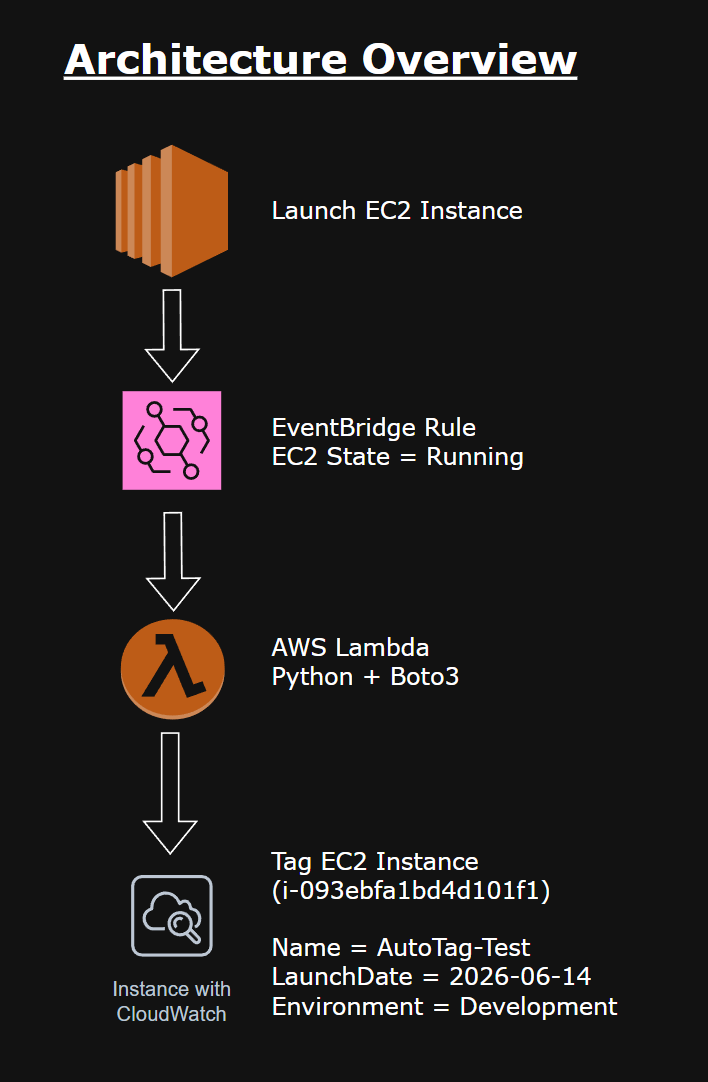 Architecture Overview
Launch EC2 Instance
EventBridge Rule
EC2 State = Running
AWS Lambda
Python + Boto3
Tag EC2 Instance
(i-093ebfa1bd4d101f1)
Name = AutoTag-Test
LaunchDate = 2026-06-14
Environment = Development
Instance with
CloudWatch